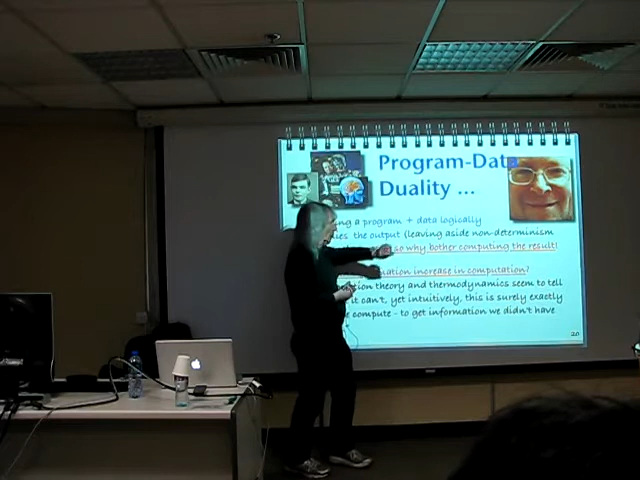 Program-Data
Duality ...
a program + data logically
the output (leaving aside non-determinism
so why bother computing the result!
increase in computation?
theory and thermodynamics seem to tell
it can't, yet intuitively, this is surely exactly
compute - to get information we didn't have
20